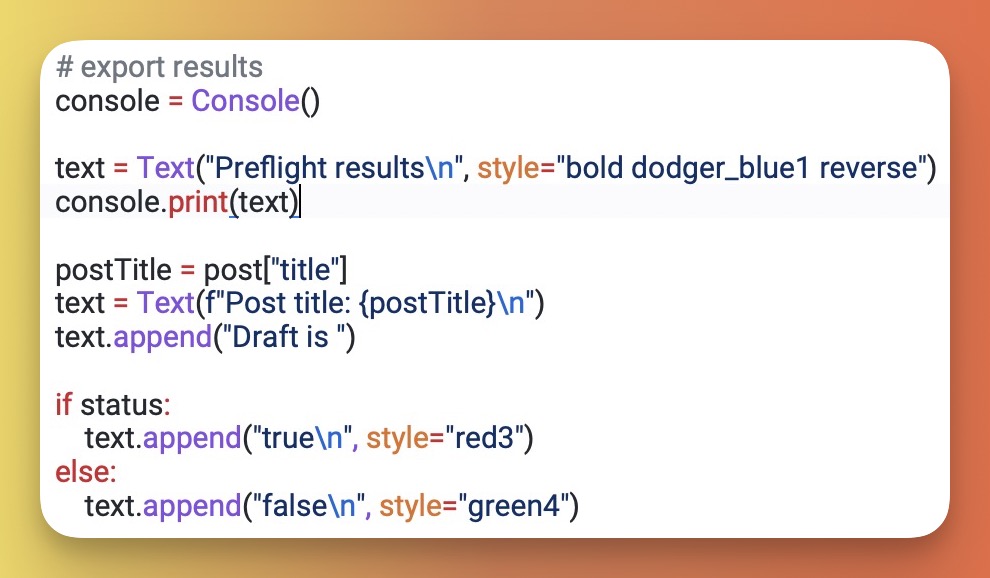 # export results
console = Console()

text = Text("Preflight results\n", style="bold dodger_blue1 reverse")
console.print(text)

postTitle = post["title"]
text = Text(f"Post title: {postTitle}\n")
text.append("Draft is ")

if status:
    text.append("true\n", style="red3")
else:
    text.append("false\n", style="green4")